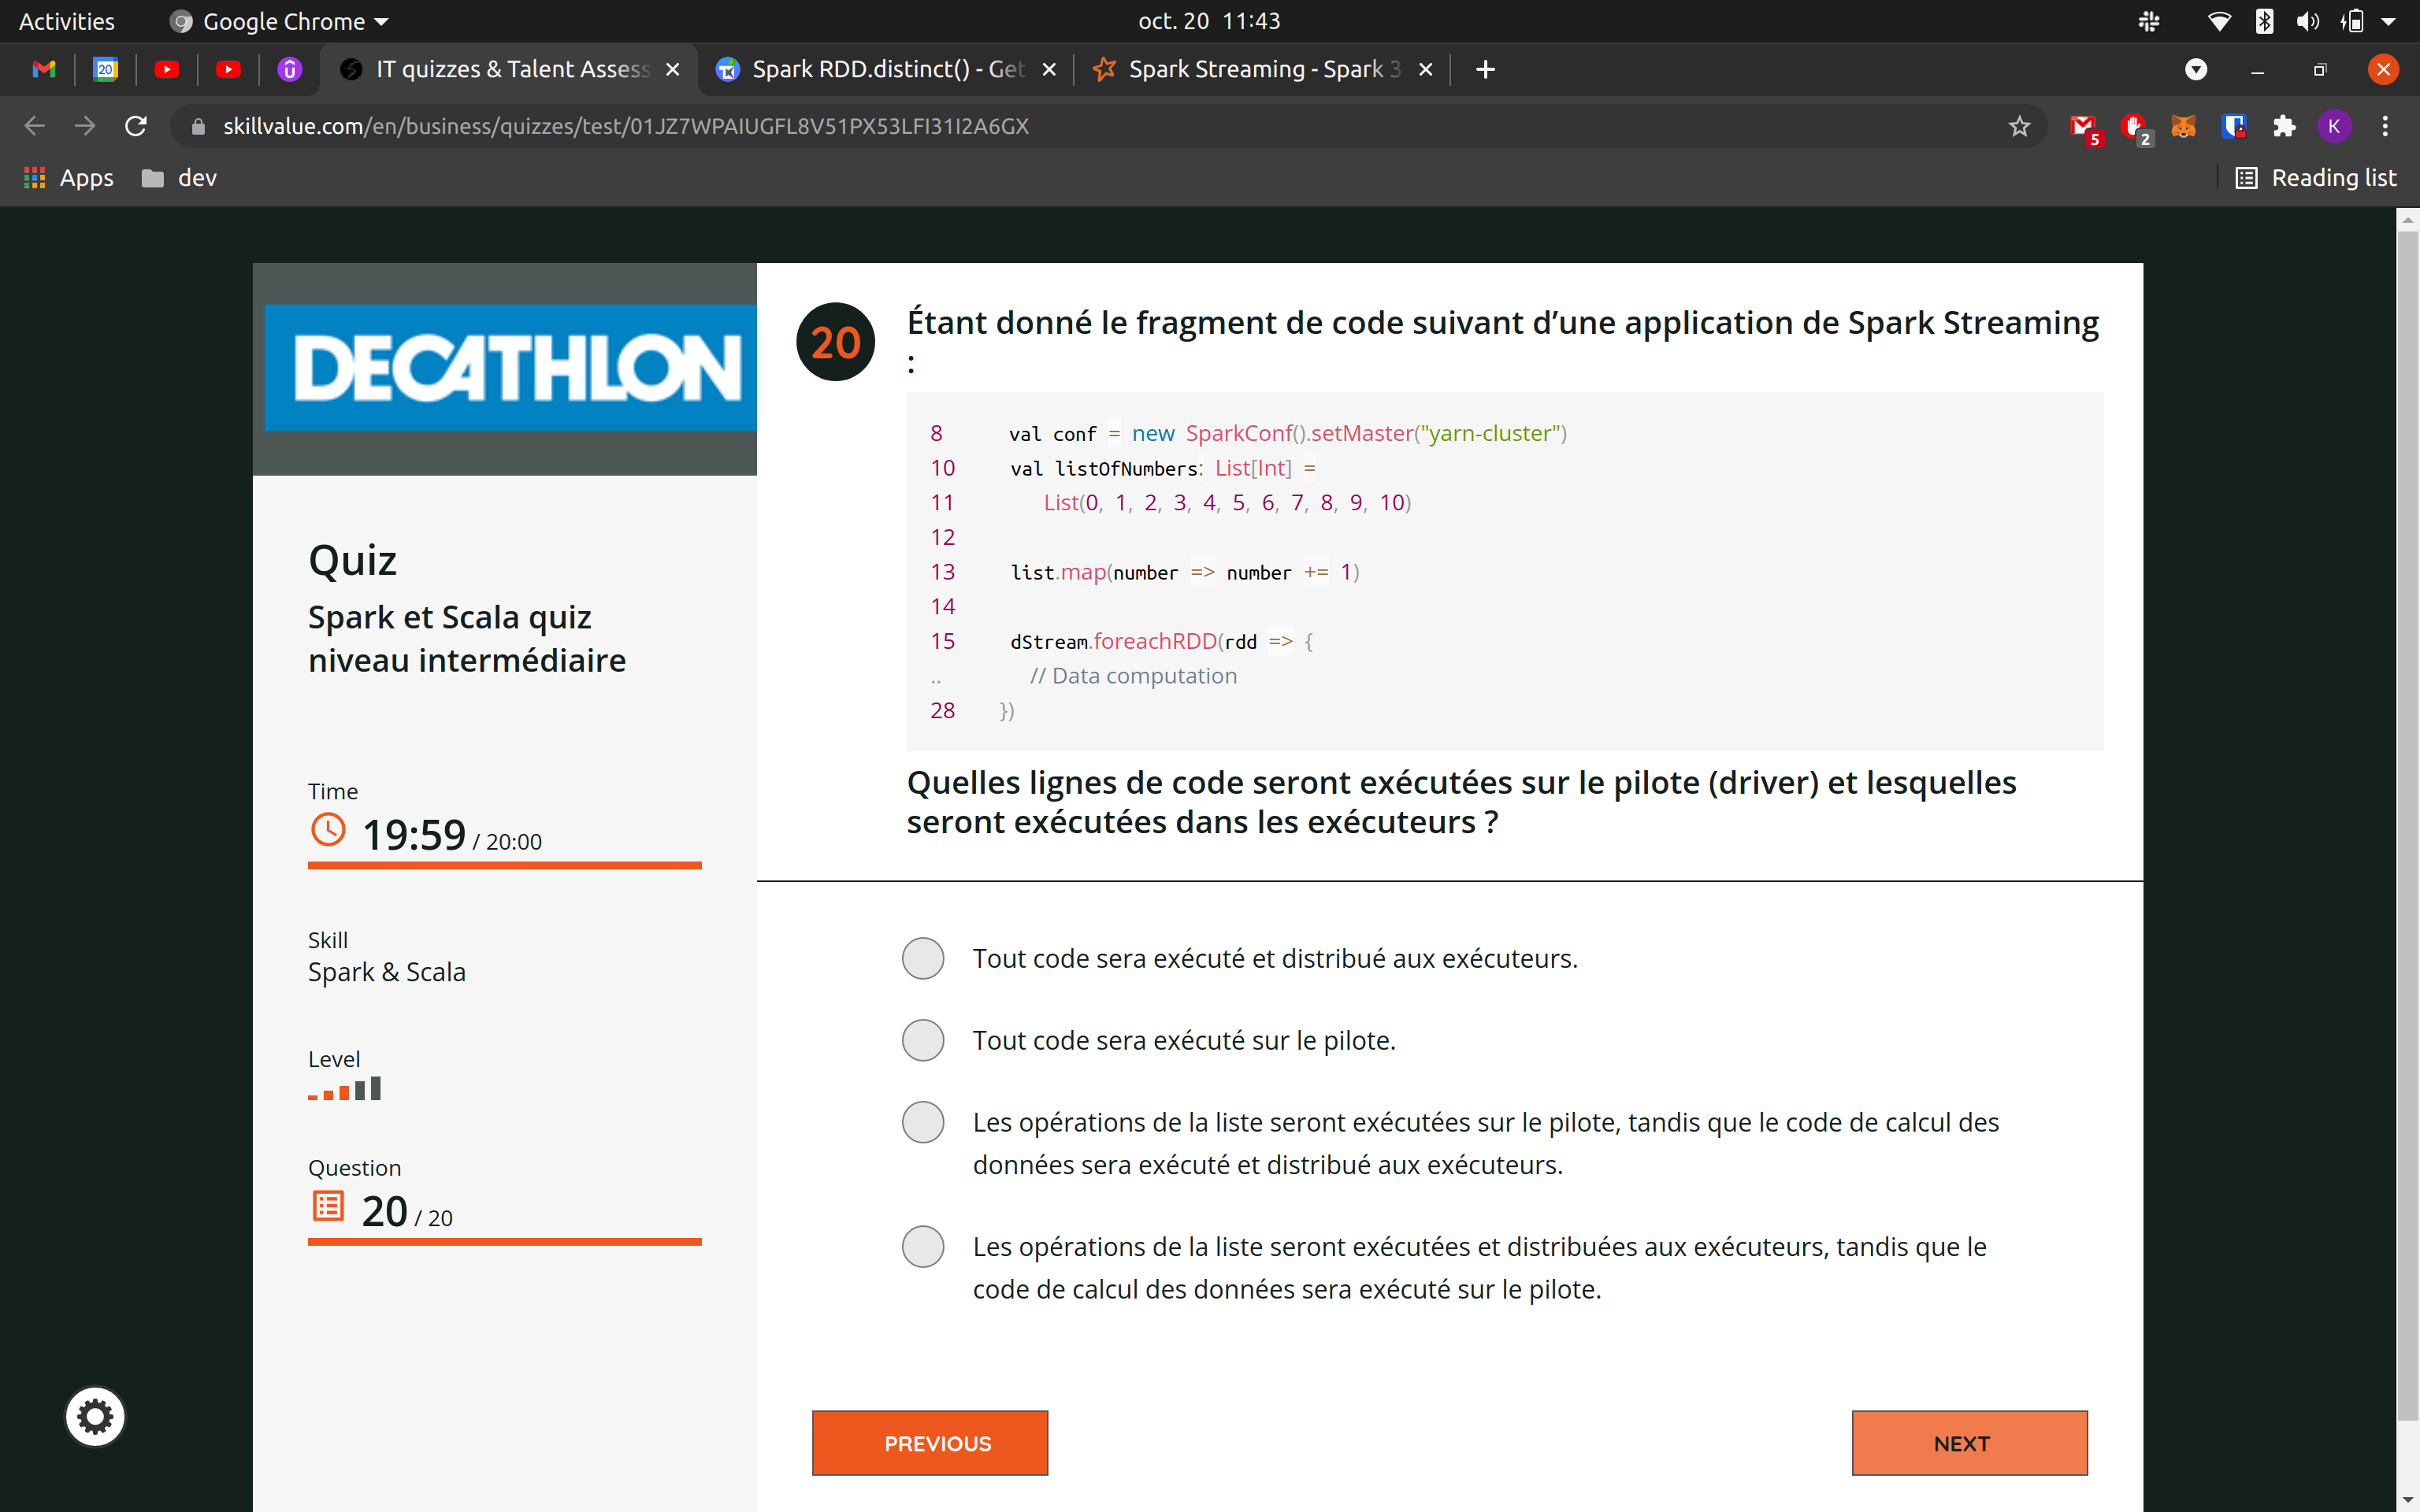 Activities
Google Chrome
oct. 20 11:43
20
IT quizzes & Talent Assess
Spark RDD.distinct() - Get
Spark Streaming - Spark 3
skillvalue.com/en/business/quizzes/test/01JZ7WPAIUGFL8V51PX53LFI31I2A6GX
5
2
K
Apps
dev
Reading list
DECATHLON
Quiz
Spark et Scala quiz
niveau intermédiaire
Time
19:59 / 20:00
Skill
Spark & Scala
Level
Question
20 / 20
20
Étant donné le fragment de code suivant d’une application de Spark Streaming
:
8 val conf = new SparkConf().setMaster("yarn-cluster")
10 val listOfNumbers: List[Int] =
11 List(0, 1, 2, 3, 4, 5, 6, 7, 8, 9, 10)
12
13 list.map(number => number += 1)
14
15 dStream.foreachRDD(rdd => {
.. // Data computation
28 })
Quelles lignes de code seront exécutées sur le pilote (driver) et lesquelles
seront exécutées dans les exécuteurs ?
Tout code sera exécuté et distribué aux exécuteurs.
Tout code sera exécuté sur le pilote.
Les opérations de la liste seront exécutées sur le pilote, tandis que le code de calcul des
données sera exécuté et distribué aux exécuteurs.
Les opérations de la liste seront exécutées et distribuées aux exécuteurs, tandis que le
code de calcul des données sera exécuté sur le pilote.
PREVIOUS
NEXT